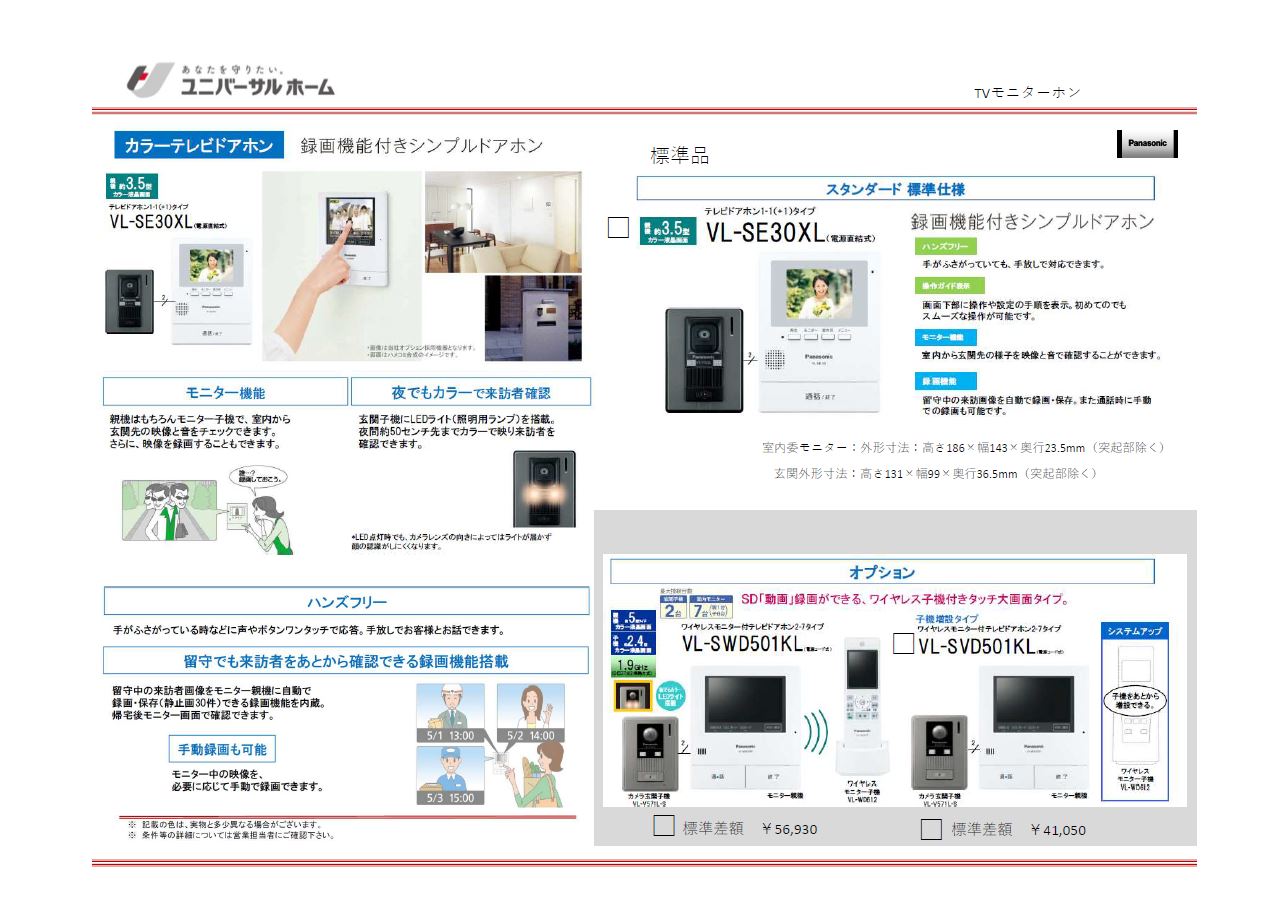 あなたを守りたい。
ユニバーサル ホーム
TVモニターホン
カラーテレビドアホン
録画機能付きシンプルドアホン
親機 約3.5型
カラー液晶画面
テレビドアホン1-1(+1)タイプ
VL-SE30XL(電源直結式)
Panasonic
通話/終了
・画像は当社オプション採用機器となります。
・画面はハメコミ合成のイメージです。
モニター機能
親機はもちろんモニター子機で、室内から
玄関先の映像と音をチェックできます。
さらに、映像を録画することもできます。
誰…?
録画しておこう。
夜でもカラーで来訪者確認
玄関子機にLEDライト(照明用ランプ)を搭載。
夜間約50センチ先までカラーで映り来訪者を
確認できます。
*LED点灯時でも、カメラレンズの向きによってはライトが届かず
顔の認識がしにくくなります。
ハンズフリー
手がふさがっている時などに声やボタンワンタッチで応答。手放しでお客様とお話できます。
留守でも来訪者をあとから確認できる録画機能搭載
留守中の来訪者画像をモニター親機に自動で
録画・保存(静止画30件)できる録画機能を内蔵。
帰宅後モニター画面で確認できます。
手動録画も可能
モニター中の映像を、
必要に応じて手動で録画できます。
5/1 13:00
5/2 14:00
5/3 15:00
※ 記載の色は、実物と多少異なる場合がございます。
※ 条件等の詳細については営業担当者にご確認下さい。
標準品
Panasonic
スタンダード 標準仕様
親機 約3.5型
カラー液晶画面
テレビドアホン1-1(+1)タイプ
VL-SE30XL(電源直結式)
Panasonic
Panasonic
通話/終了
録画機能付きシンプルドアホン
ハンズフリー
手がふさがっていても、手放しで対応できます。
操作ガイド表示
画面下部に操作や設定の手順を表示。初めてのでも
スムーズな操作が可能です。
モニター機能
室内から玄関先の様子を映像と音で確認することができます。
録画機能
留守中の来訪画像を自動で録画・保存。また通話時に手動
での録画も可能です。
室内委モニター：外形寸法：高さ186×幅143×奥行23.5mm（突起部除く）
玄関外形寸法：高さ131×幅99×奥行36.5mm（突起部除く）
オプション
最大接続台数
玄関子機
2台
室内モニター
7台
SD「動画」録画ができる、ワイヤレス子機付きタッチ大画面タイプ。
親機 約5型ワイド
カラー液晶画面
子機 約2.4型
カラー液晶画面
1.9GHz
夜でもカラー
LEDライト
搭載
ワイヤレスモニター付テレビドアホン2-7タイプ
VL-SWD501KL(電源コード式)
Panasonic
通話
終了
カメラ玄関子機
VL-V571L-S
モニター親機
ワイヤレス
モニター子機
VL-WD612
子機増設タイプ
ワイヤレスモニター付テレビドアホン2-7タイプ
VL-SVD501KL(電源コード式)
Panasonic
通話
終了
カメラ玄関子機
VL-V571L-S
モニター親機
システムアップ
子機をあとから
増設できる。
ワイヤレス
モニター子機
VL-WD612
標準差額 ￥56,930
標準差額 ￥41,050